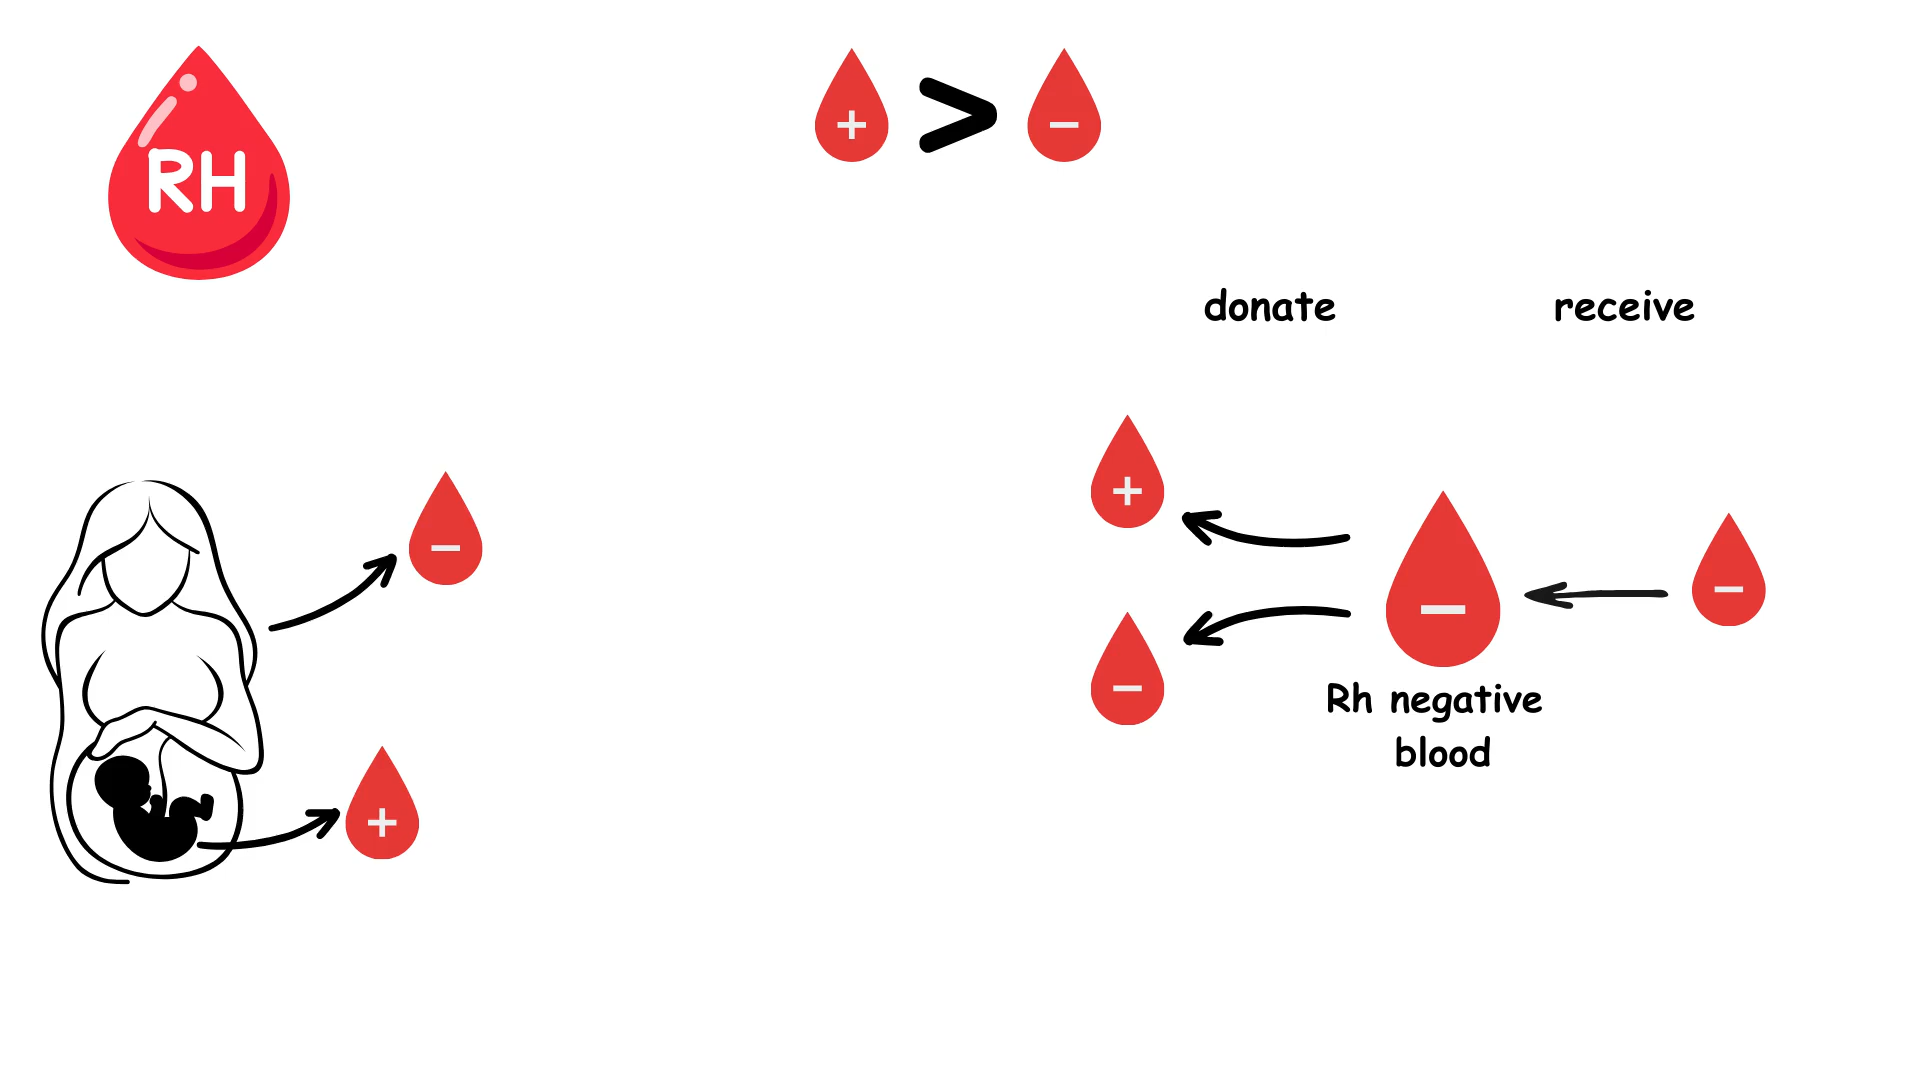 RH
+ > −
donate receive
+
−
−
−
Rh negative
blood
−
+